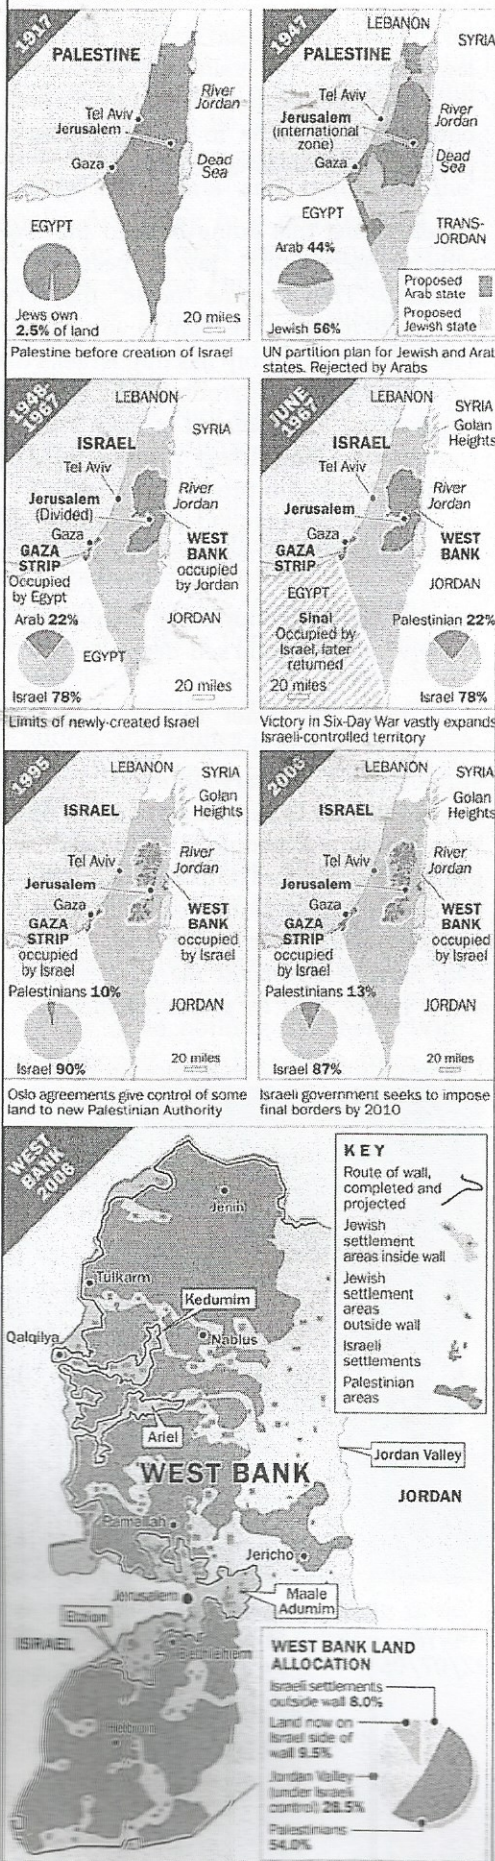 1917
PALESTINE
River
Jordan
Tel Aviv
Jerusalem
Gaza
Dead
Sea
EGYPT
Jews own
2.5% of land
20 miles
Palestine before creation of Israel
1947
LEBANON
SYRIA
PALESTINE
Tel Aviv
Jerusalem
(international
zone)
River
Jordan
Gaza
Dead
Sea
EGYPT
TRANS-
JORDAN
Arab 44%
Jewish 56%
Proposed
Arab state
Proposed
Jewish state
UN partition plan for Jewish and Arab
states. Rejected by Arabs
1948-
1967
LEBANON
SYRIA
ISRAEL
Tel Aviv
Jerusalem
(Divided)
River
Jordan
Gaza
GAZA
STRIP
Occupied
by Egypt
WEST
BANK
occupied
by Jordan
Arab 22%
JORDAN
EGYPT
Israel 78%
20 miles
Limits of newly-created Israel
JUNE
1967
LEBANON
SYRIA
Golan
Heights
ISRAEL
Tel Aviv
River
Jordan
Jerusalem
Gaza
GAZA
STRIP
WEST
BANK
EGYPT
JORDAN
Sinai
Occupied by
Israel, later
returned
Palestinian 22%
20 miles
Israel 78%
Victory in Six-Day War vastly expands
Israeli-controlled territory
1995
LEBANON
SYRIA
Golan
Heights
ISRAEL
Tel Aviv
River
Jordan
Jerusalem
Gaza
GAZA
STRIP
occupied
by Israel
WEST
BANK
occupied
by Israel
Palestinians 10%
JORDAN
Israel 90%
20 miles
Oslo agreements give control of some
land to new Palestinian Authority
2006
LEBANON
SYRIA
Golan
Heights
ISRAEL
Tel Aviv
River
Jordan
Jerusalem
Gaza
GAZA
STRIP
occupied
by Israel
WEST
BANK
occupied
by Israel
Palestinians 13%
JORDAN
Israel 87%
20 miles
Israeli government seeks to impose
final borders by 2010
WEST
BANK
2006
Jenin
Tulkarm
Kedumim
Qalqilya
Nablus
Ariel
WEST BANK
Jordan Valley
JORDAN
Ramallah
Jericho
Jerusalem
Maale
Adumim
Etzion
ISRAEL
Bethlehem
Hebron
KEY
Route of wall,
completed and
projected
Jewish
settlement
areas inside wall
Jewish
settlement
areas
outside wall
Israeli
settlements
Palestinian
areas
WEST BANK LAND
ALLOCATION
Israeli settlements
outside wall 8.0%
Land now on
Israel side of
wall 9.5%
Jordan Valley
(under Israeli
control) 28.5%
Palestinians
54.0%